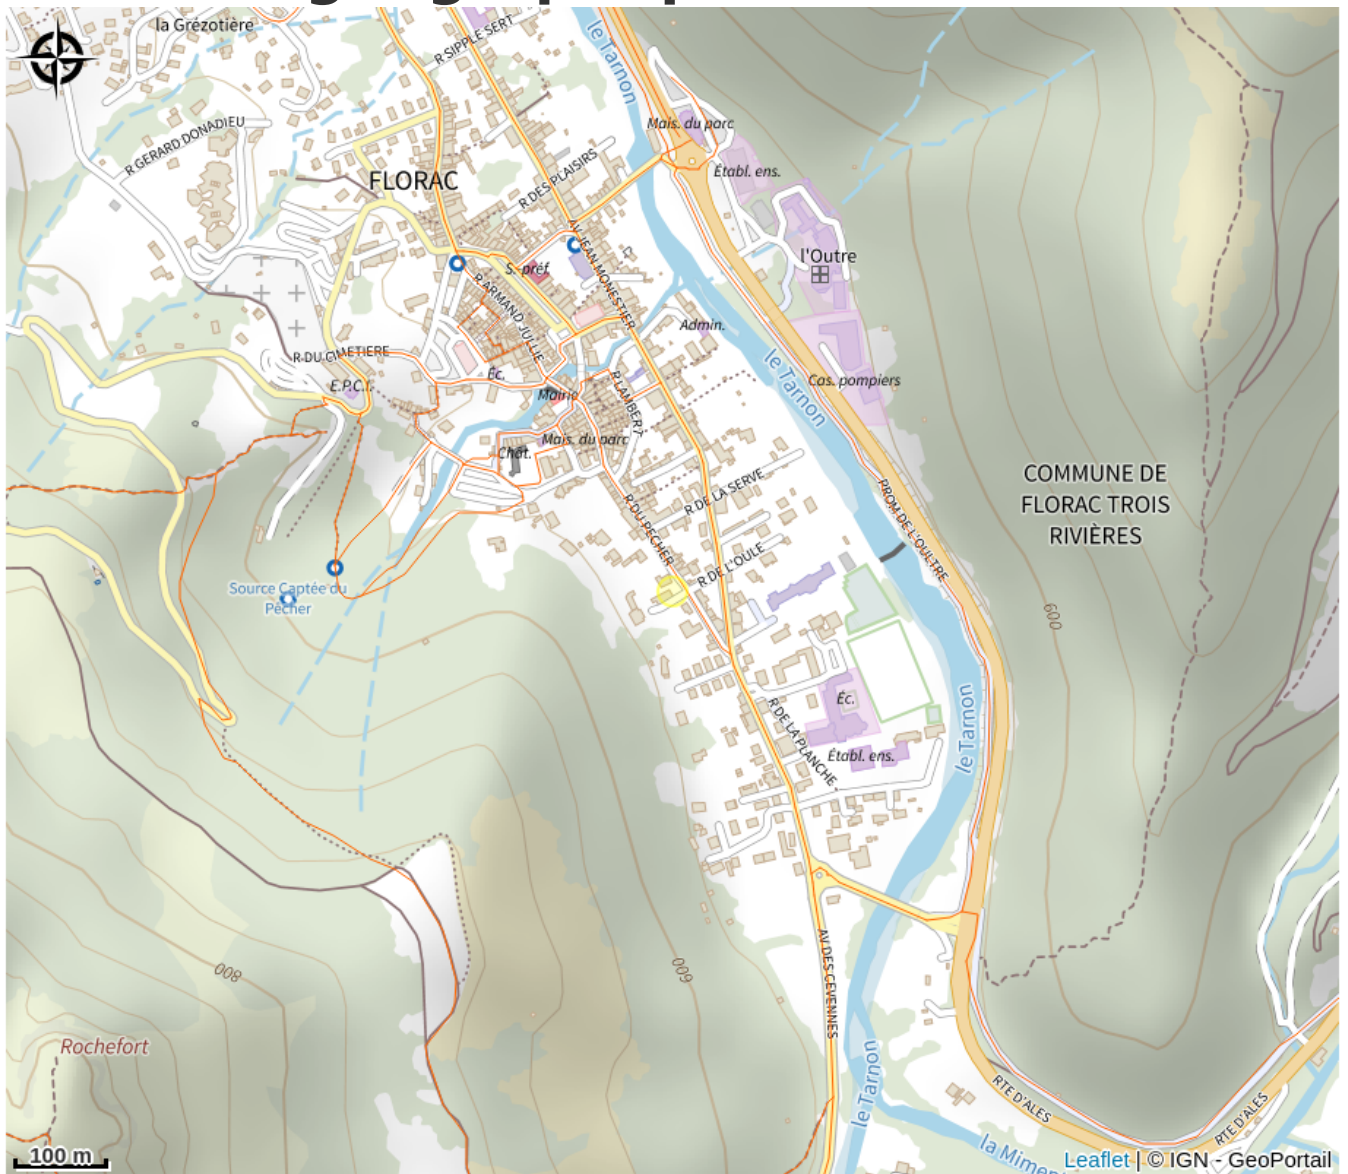 la Grézotière
R SIPPLE SERT
le Tarnon
Mais. du parc
R GERARD DONADIEU
Établ. ens.
FLORAC
R DES PLAISIRS
AV JEAN MONESTIER
l'Outre
S.-préf
R ARMAND JULLIE
Admin.
R DU CIMETIERE
le Tarnon
Éc.
E.P.C.I.
Cas. pompiers
Mairie
R LAMBERT
Mais. du parc
Chât.
COMMUNE DE
FLORAC TROIS
RIVIÈRES
R DE LA SERVE
PROM DE L'OULTRE
R DU PECHER
R DE L'OULE
Source Captée du
Pécher
600
Éc.
le Tarnon
R DE LA PLANCHE
Établ. ens.
800
600
AV DES CEVENNES
Rochefort
le Tarnon
RTE D'ALES
RTE D'ALES
la Mimen
100 m
Leaflet | © IGN - GeoPortail